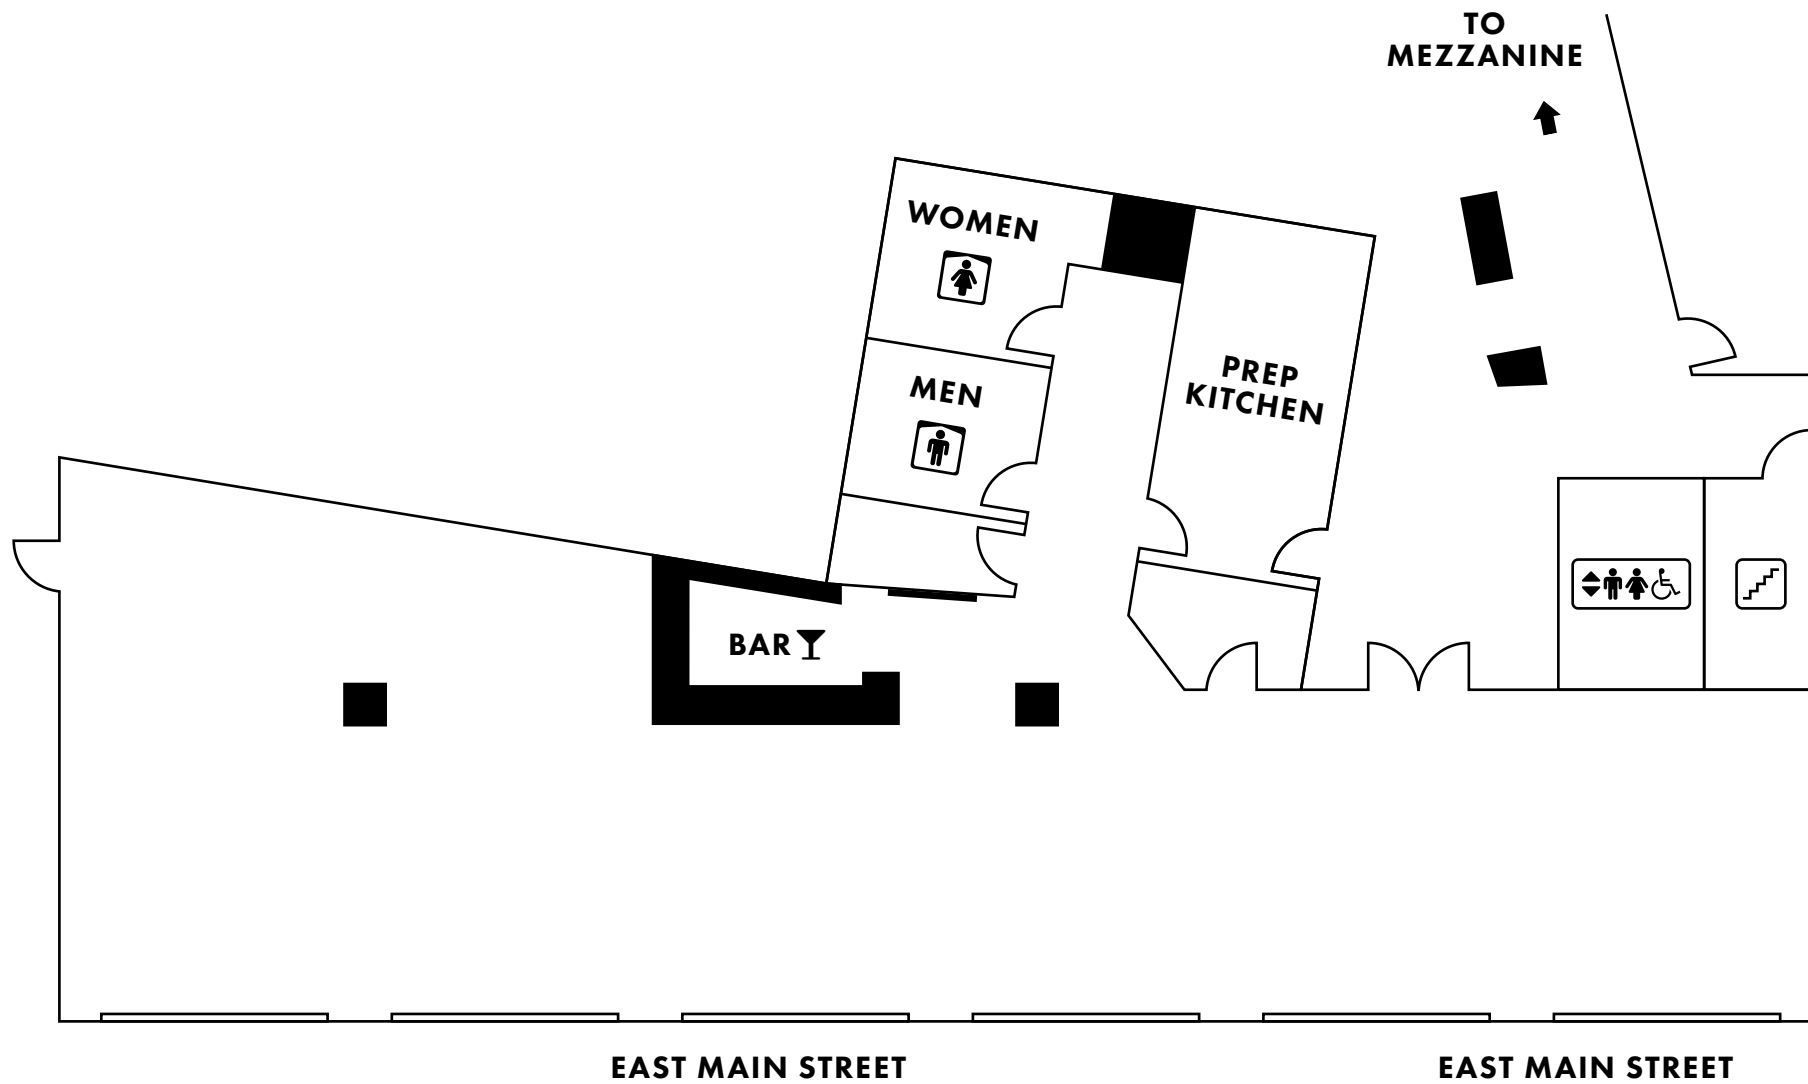 TO
MEZZANINE
WOMEN
MEN
PREP
KITCHEN
BAR
EAST MAIN STREET
EAST MAIN STREET